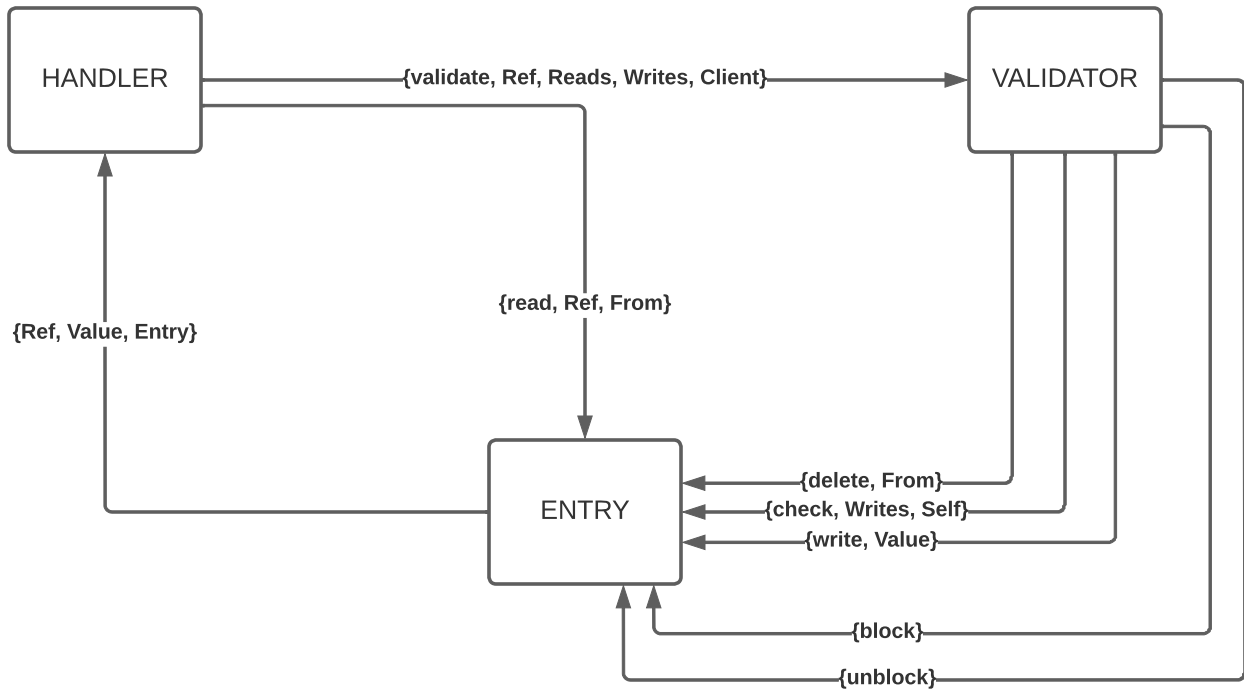 HANDLER
{validate, Ref, Reads, Writes, Client}
VALIDATOR
{read, Ref, From}
{Ref, Value, Entry}
{delete, From}
ENTRY
{check, Writes, Self}
{write, Value}
{block}
{unblock}